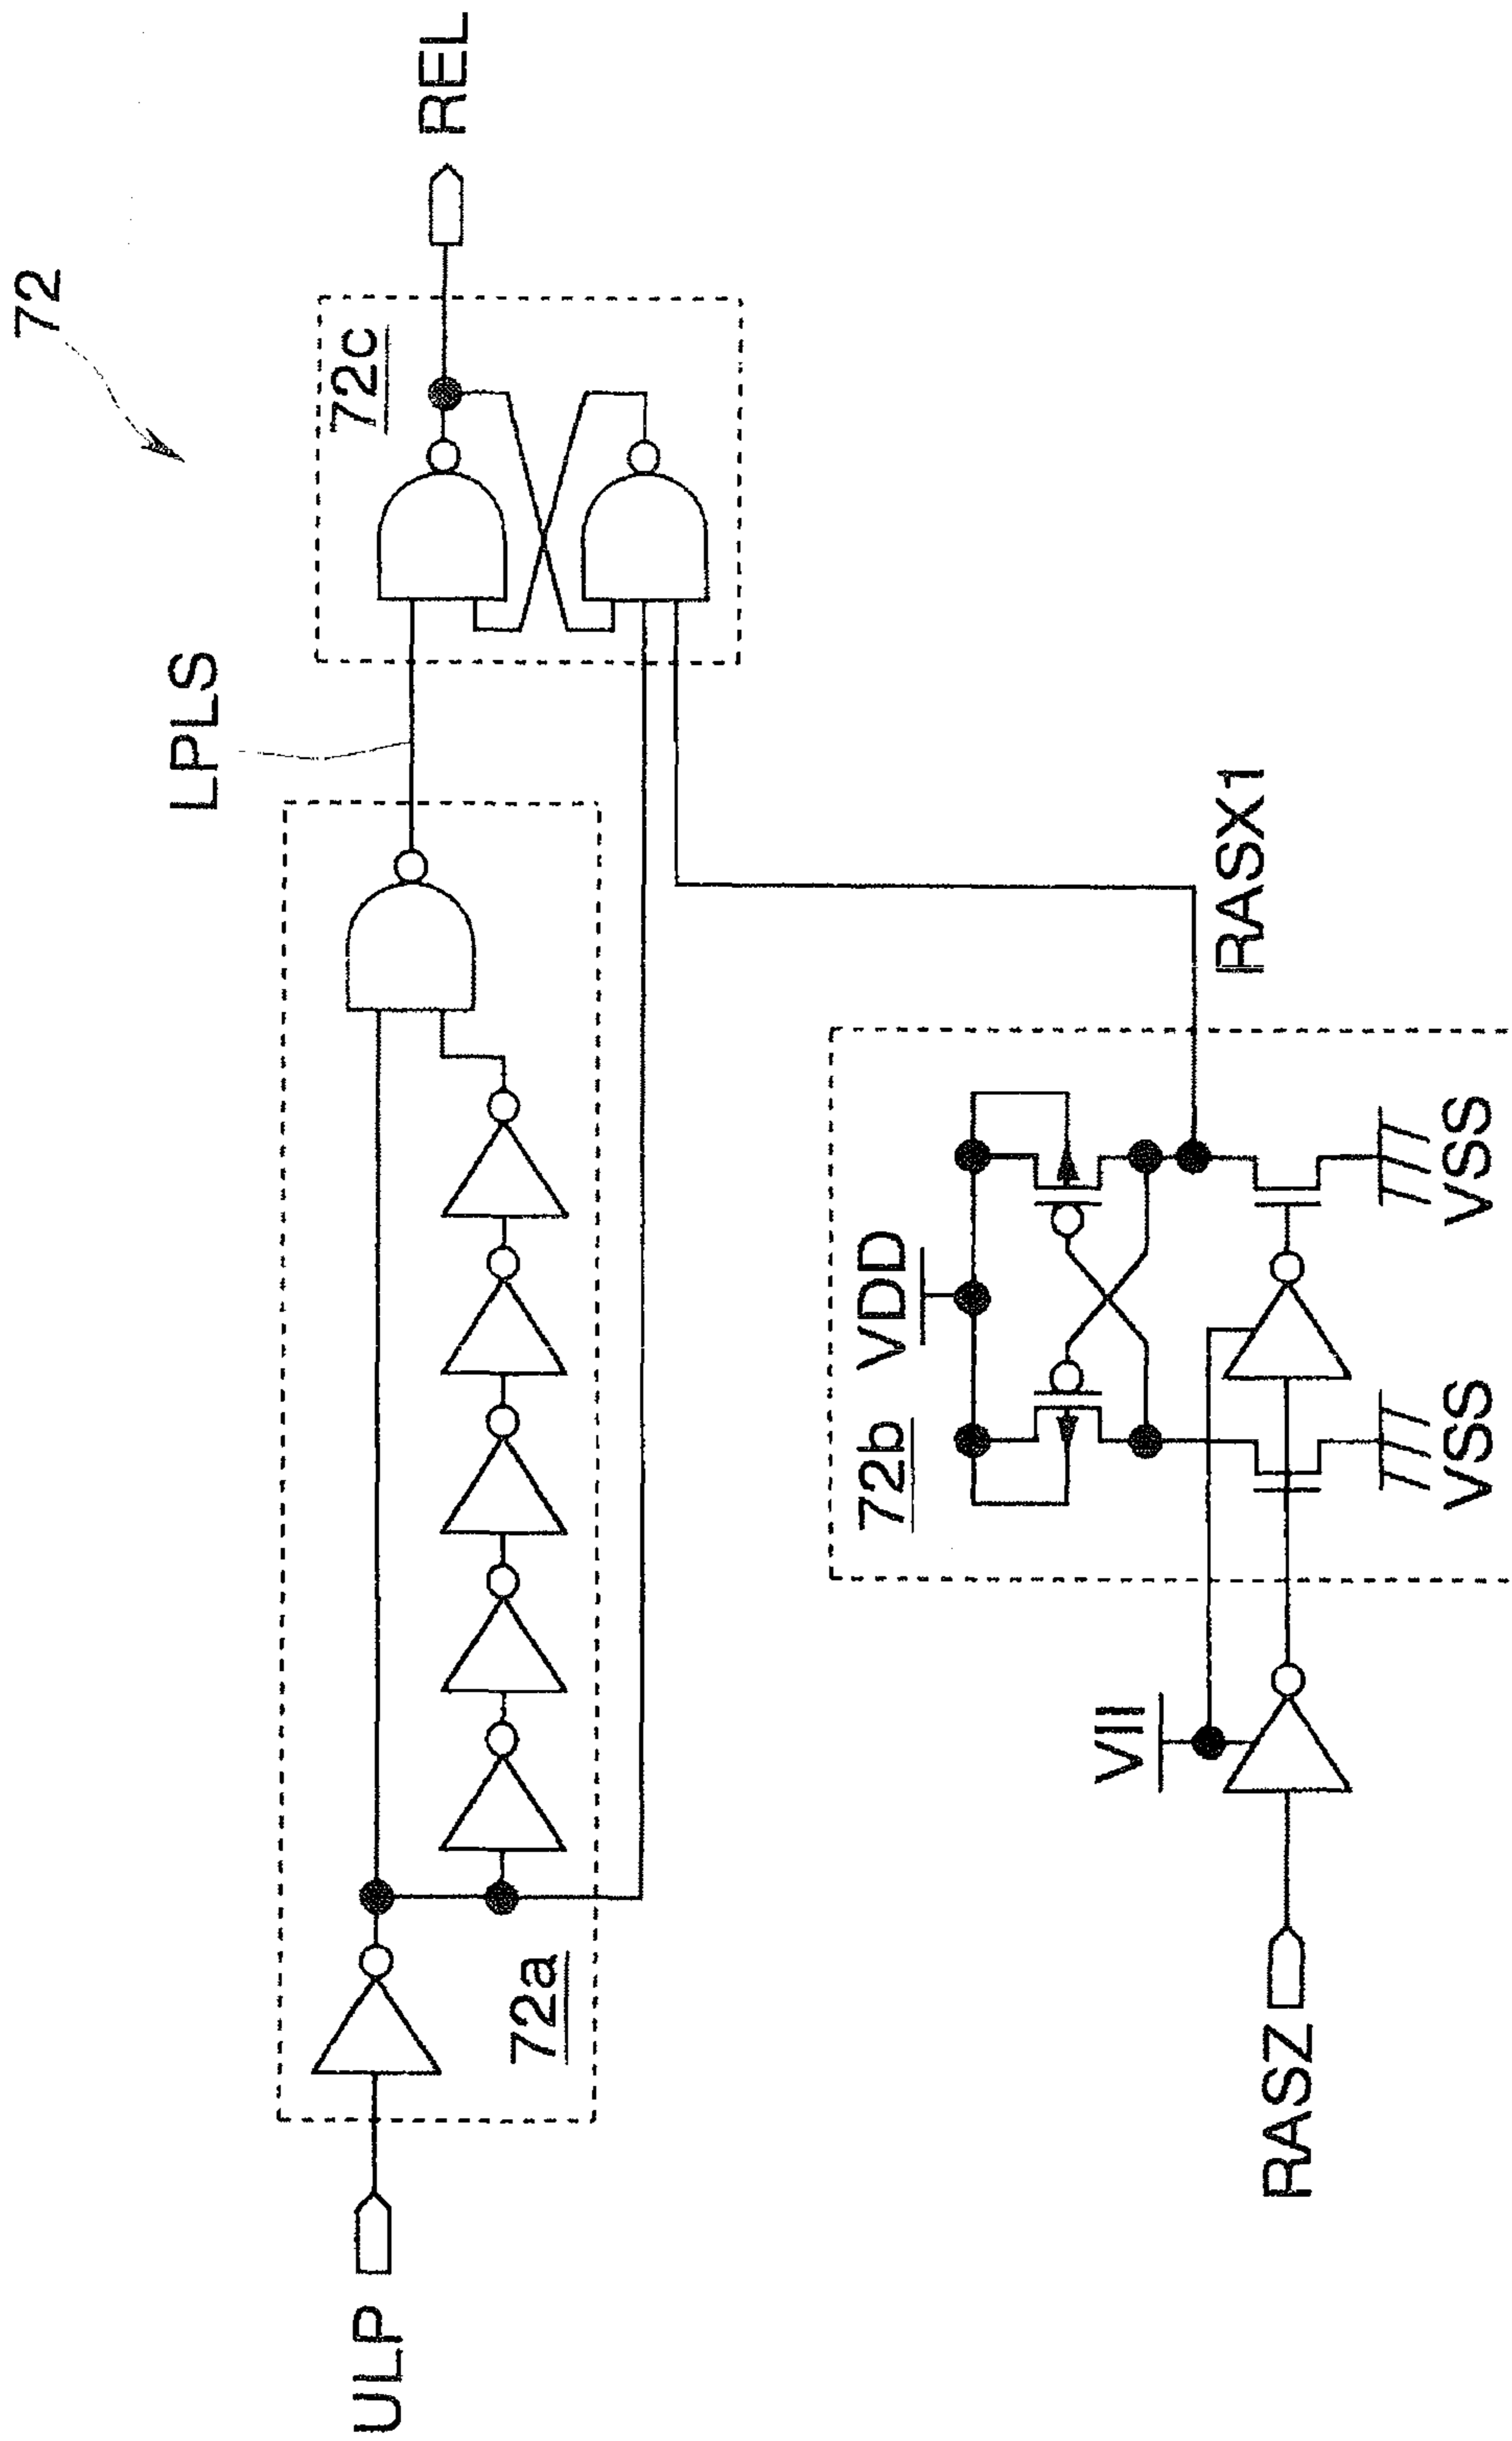 72
ULP
72a
LPLS
72c
REL
RASZ
VII
72b
VDD
VSS
VSS
RASX1